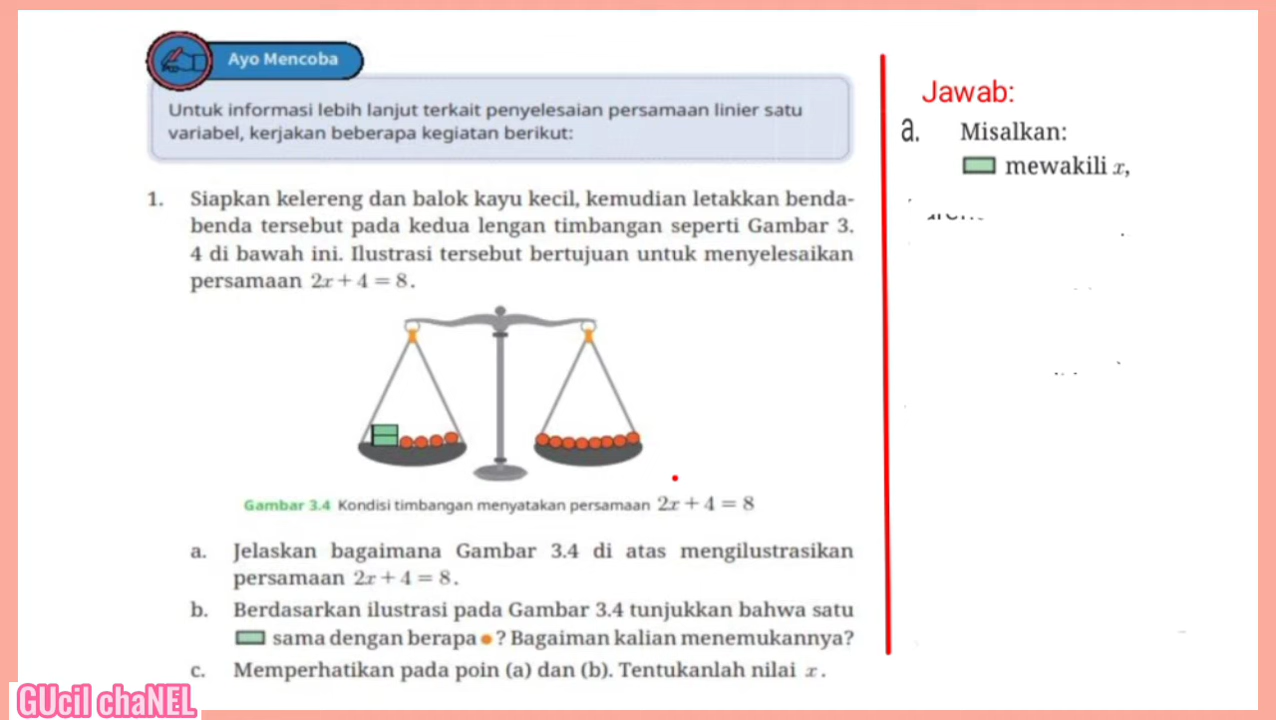 Ayo Mencoba
Untuk informasi lebih lanjut terkait penyelesaian persamaan linier satu
variabel, kerjakan beberapa kegiatan berikut:
1. Siapkan kelereng dan balok kayu kecil, kemudian letakkan benda-
benda tersebut pada kedua lengan timbangan seperti Gambar 3.
4 di bawah ini. Ilustrasi tersebut bertujuan untuk menyelesaikan
persamaan 2x + 4 = 8.
Gambar 3.4 Kondisi timbangan menyatakan persamaan 2x + 4 = 8
a. Jelaskan bagaimana Gambar 3.4 di atas mengilustrasikan
persamaan 2x + 4 = 8.
b. Berdasarkan ilustrasi pada Gambar 3.4 tunjukkan bahwa satu
sama dengan berapa ? Bagaiman kalian menemukannya?
c. Memperhatikan pada poin (a) dan (b). Tentukanlah nilai x.
Jawab:
a. Misalkan:
mewakili x,
GUcil chaNEL